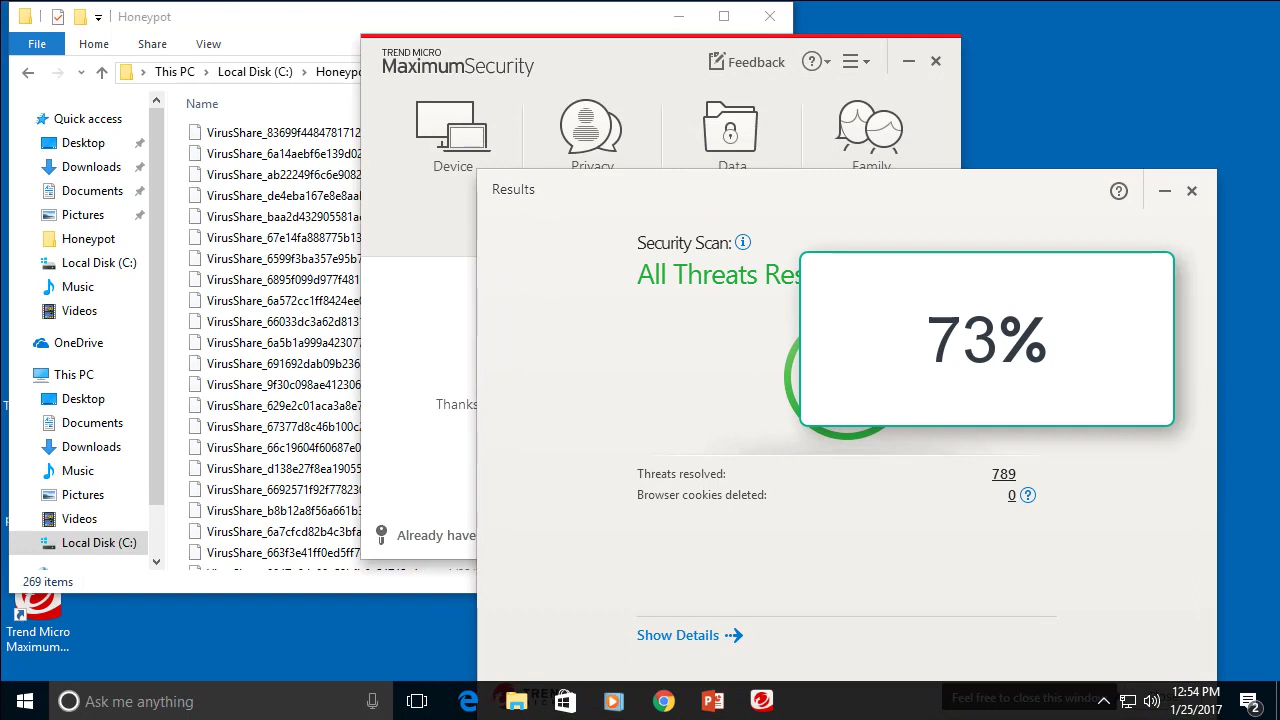 Honeypot
File Home Share View
This PC > Local Disk (C:) >
Name
Quick access
Desktop
Downloads
Documents
Pictures
Honeypot
Local Disk (C:)
Music
Videos
OneDrive
This PC
Desktop
Documents
Downloads
Music
Pictures
Videos
Local Disk (C:)
VirusShare_83699f4484781712
VirusShare_6a14aebf6e139d02
VirusShare_ab22249f6c6e9082
VirusShare_de4eba167e8e8aa
VirusShare_baa2d432905581a
VirusShare_67e14fa888775b13
VirusShare_6599f3ba357e95b7
VirusShare_6895f099d977f481
VirusShare_6a572cc1ff8424ee
VirusShare_66033dc3a62d813
VirusShare_6a5b1a999a423077
VirusShare_691692dab09b236
VirusShare_9f30c098ae412306
VirusShare_629e2c01aca3a8e7
VirusShare_67377d8c46b100c
VirusShare_66c19604f60687e0
VirusShare_d138e27f8ea19055
VirusShare_6692571f92f77823
VirusShare_b8b12a8f56a661b
VirusShare_6a7cfcd82b4c3bfa
VirusShare_663f3e41ff0ed5ff7
269 items
TREND MICRO
MaximumSecurity
Feedback
Device Privacy Data Family
Thanks
Already have
Results
Security Scan:
All Threats
73%
Threats resolved: 789
Browser cookies deleted: 0
Show Details
Trend Micro
Maximum...
Ask me anything
Feel free to close this window
12:54 PM
1/25/2017
2